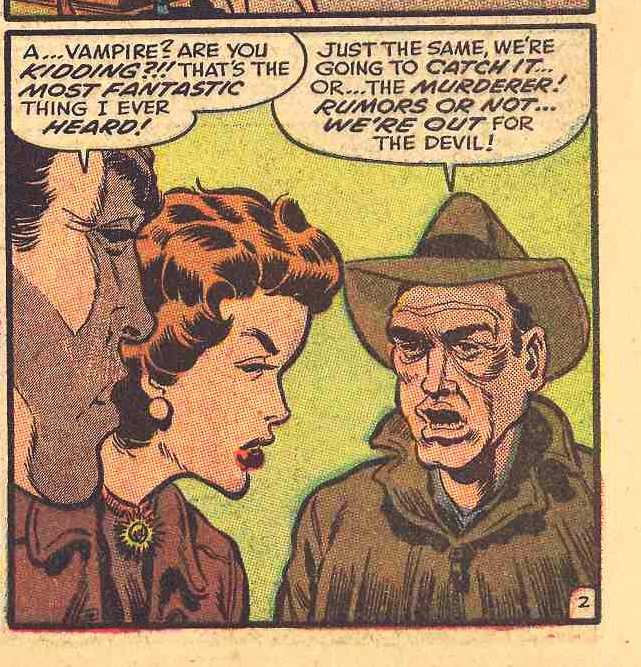 A...VAMPIRE? ARE YOU
KIDDING?!! THAT'S THE
MOST FANTASTIC
THING I EVER
HEARD!
JUST THE SAME, WE'RE
GOING TO CATCH IT...
OR...THE MURDERER!
RUMORS OR NOT...
WE'RE OUT FOR
THE DEVIL!
2